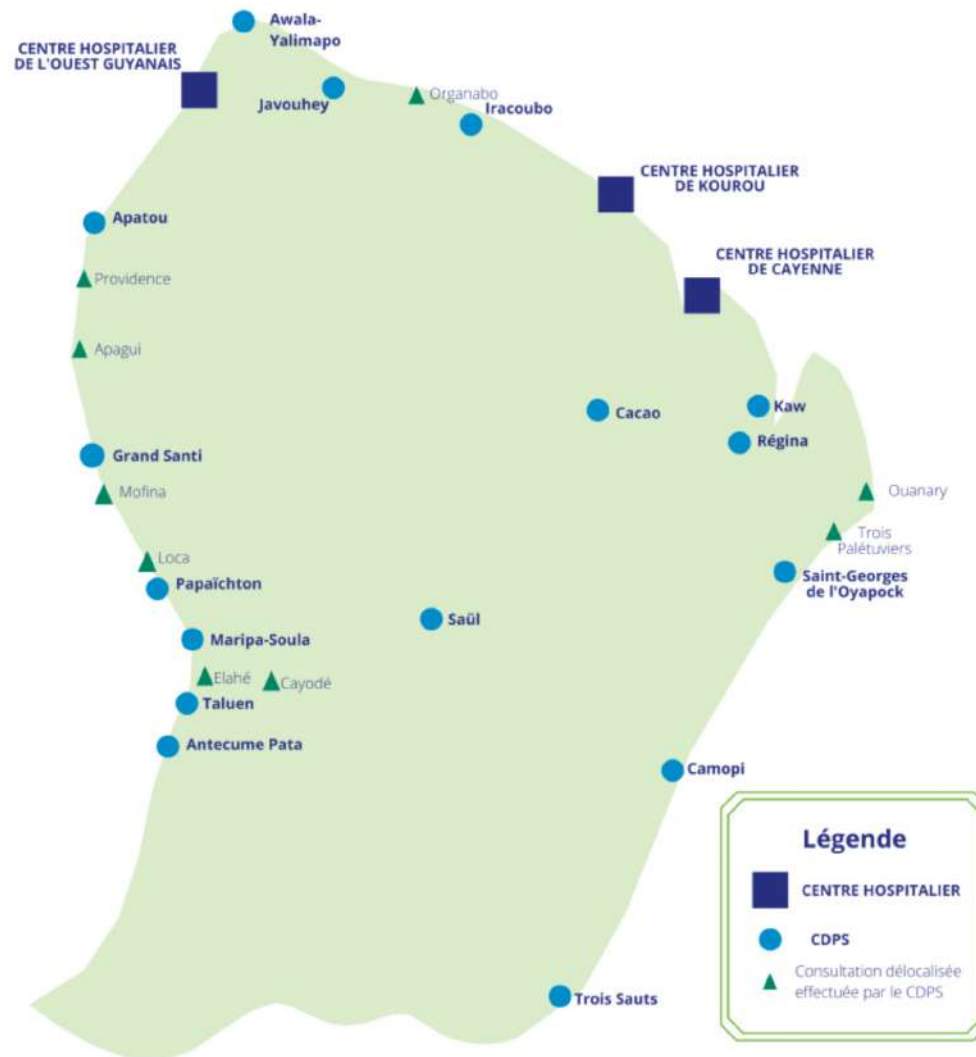 Awala-
Yalimapo
CENTRE HOSPITALIER
DE L'OUEST GUYANAIS
Javouhey
Organabo
Iracoubo
CENTRE HOSPITALIER
DE KOUROU
Apatou
CENTRE HOSPITALIER
DE CAYENNE
Providence
Apagui
Cacao
Kaw
Régina
Grand Santi
Mofina
Ouanary
Trois
Palétuviers
Loca
Papaïchton
Saint-Georges
de l'Oyapock
Saül
Maripa-Soula
Elahé
Cayodé
Taluen
Antecume Pata
Camopi
Légende
CENTRE HOSPITALIER
CDPS
Consultation délocalisée
effectuée par le CDPS
Trois Sauts